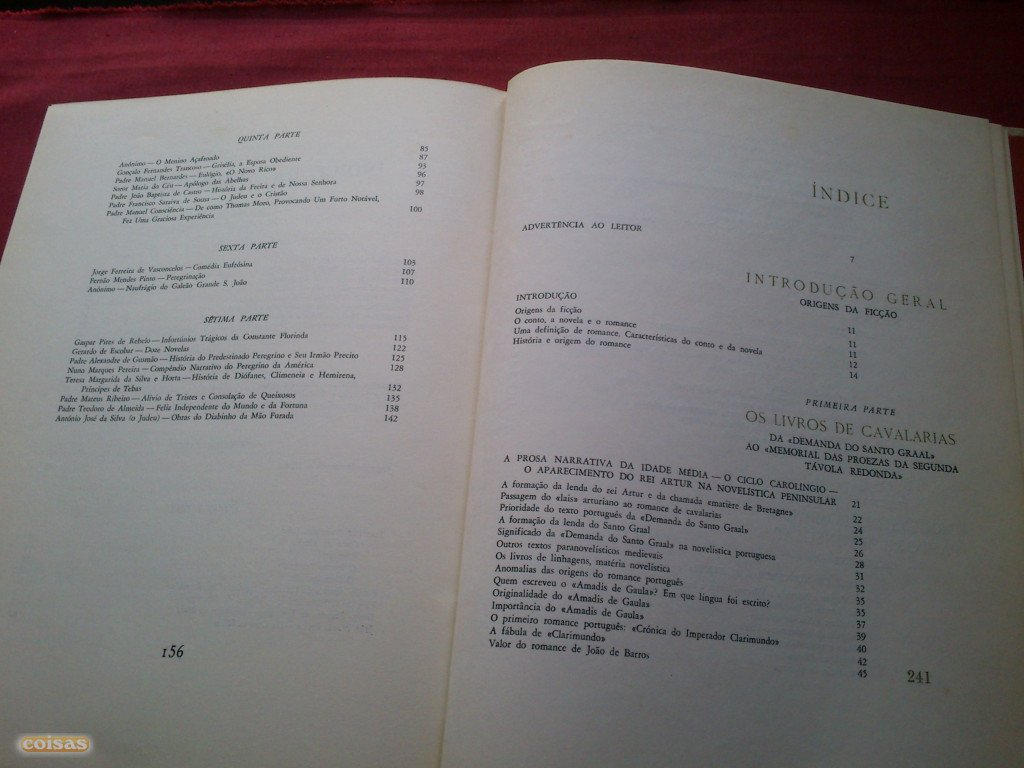 QUINTA PARTE
Anónimo — O Menino Açafroado 85
Gonçalo Fernandes Trancoso — Grisélia, a Esposa Obediente 87
Padre Manuel Bernardes — Eulógio, «O Novo Rico» 93
Soror Maria do Céu — Apólogo das Abelhas 96
Padre João Baptista de Castro — História da Freira e de Nossa Senhora 97
Padre Francisco Saraiva de Sousa — O Judeu e o Cristão 98
Padre Manuel Consciência — De como Thomas Moro, Provocando Um Furto Notável,
Fez Uma Graciosa Experiência 100
SEXTA PARTE
Jorge Ferreira de Vasconcelos — Comédia Eufrósina 103
Fernão Mendes Pinto — Peregrinação 107
Anónimo — Naufrágio do Galeão Grande S. João 110
SÉTIMA PARTE
Gaspar Pires de Rebelo — Infortúnios Trágicos da Constante Florinda 115
Gerardo de Escobar — Doze Novelas 122
Padre Alexandre de Gusmão — História do Predestinado Peregrino e Seu Irmão Precito 125
Nuno Marques Pereira — Compêndio Narrativo do Peregrino da América 128
Teresa Margarida da Silva e Horta — História de Diófanes, Climeneia e Hemirena,
Príncipes de Tebas 132
Padre Mateus Ribeiro — Alívio de Tristes e Consolação de Queixosos 135
Padre Teodoro de Almeida — Feliz Independente do Mundo e da Fortuna 138
António José da Silva (o Judeu) — Obras do Diabinho da Mão Furada 142
156
ÍNDICE
ADVERTÊNCIA AO LEITOR
7
INTRODUÇÃO GERAL
ORIGENS DA FICÇÃO
INTRODUÇÃO 11
Origens da ficção 11
O conto, a novela e o romance 11
Uma definição de romance. Características do conto e da novela 12
História e origem do romance 14
PRIMEIRA PARTE
OS LIVROS DE CAVALARIAS
DA «DEMANDA DO SANTO GRAAL»
AO «MEMORIAL DAS PROEZAS DA SEGUNDA
TÁVOLA REDONDA»
A PROSA NARRATIVA DA IDADE MÉDIA — O CICLO CAROLÍNGIO —
O APARECIMENTO DO REI ARTUR NA NOVELÍSTICA PENINSULAR 21
A formação da lenda do rei Artur e da chamada «matière de Bretagne» 22
Passagem do «lais» arturiano ao romance de cavalarias 24
Prioridade do texto português da «Demanda do Santo Graal» 25
A formação da lenda do Santo Graal 26
Significado da «Demanda do Santo Graal» na novelística portuguesa 28
Outros textos paranovelísticos medievais 31
Os livros de linhagens, matéria novelística 32
Anomalias das origens do romance português 35
Quem escreveu o «Amadis de Gaula»? Em que língua foi escrito? 35
Originalidade do «Amadis de Gaula» 37
Importância do «Amadis de Gaula» 39
O primeiro romance português: «Crónica do Imperador Clarimundo» 40
A fábula de «Clarimundo» 42
Valor do romance de João de Barros 45
241
coisas